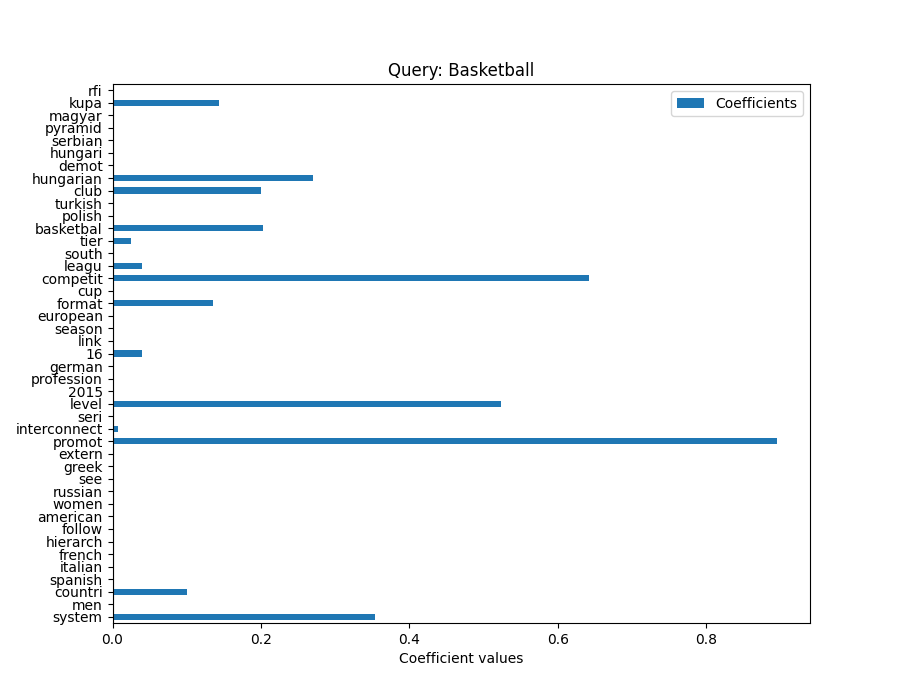 Query: Basketball
Coefficients
rfi
kupa
magyar
pyramid
serbian
hungari
demot
hungarian
club
turkish
polish
basketbal
tier
south
leagu
competit
cup
format
european
season
link
16
german
profession
2015
level
seri
interconnect
promot
extern
greek
see
russian
women
american
follow
hierarch
french
italian
spanish
countri
men
system
0.0 0.2 0.4 0.6 0.8
Coefficient values